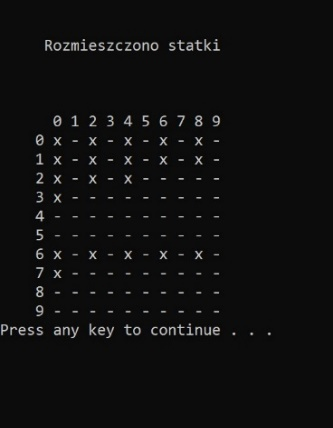 Rozmieszczono statki
0 1 2 3 4 5 6 7 8 9
0 x - x - x - x - x -
1 x - x - x - x - x -
2 x - x - x - - - - -
3 x - - - - - - - - -
4 - - - - - - - - - -
5 - - - - - - - - - -
6 x - x - x - x - x -
7 x - - - - - - - - -
8 - - - - - - - - - -
9 - - - - - - - - - -
Press any key to continue . . .